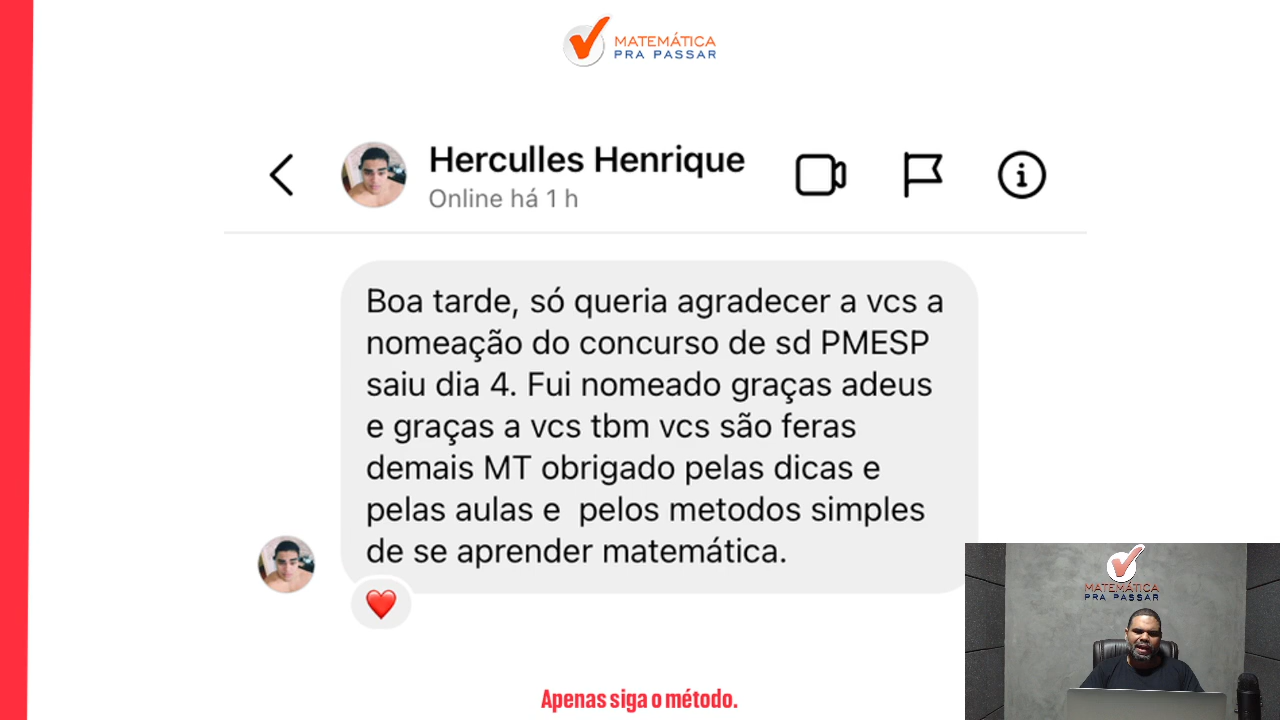 MATEMÁTICA
PRA PASSAR
Herculles Henrique
Online há 1 h
Boa tarde, só queria agradecer a vcs a
nomeação do concurso de sd PMESP
saiu dia 4. Fui nomeado graças adeus
e graças a vcs tbm vcs são feras
demais MT obrigado pelas dicas e
pelas aulas e  pelos metodos simples
de se aprender matemática.
MATEMÁTICA
PRA PASSAR
Apenas siga o método.